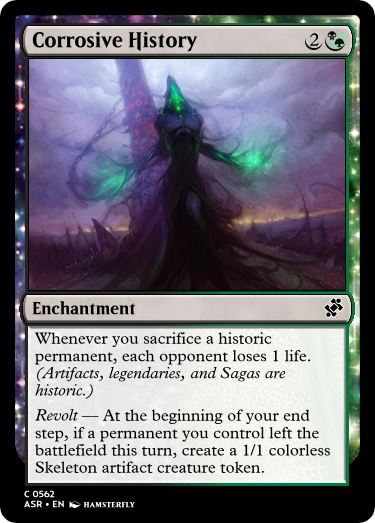 Corrosive History 2
Enchantment
Whenever you sacrifice a historic
permanent, each opponent loses 1 life.
(Artifacts, legendaries, and Sagas are
historic.)
Revolt — At the beginning of your end
step, if a permanent you control left the
battlefield this turn, create a 1/1 colorless
Skeleton artifact creature token.
C 0562
ASR • EN HAMSTERFLY